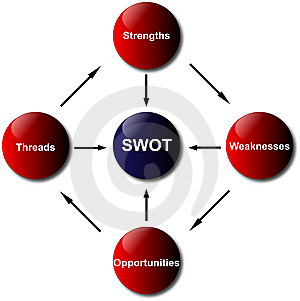 Strengths
Threads
SWOT
Weaknesses
Opportunities